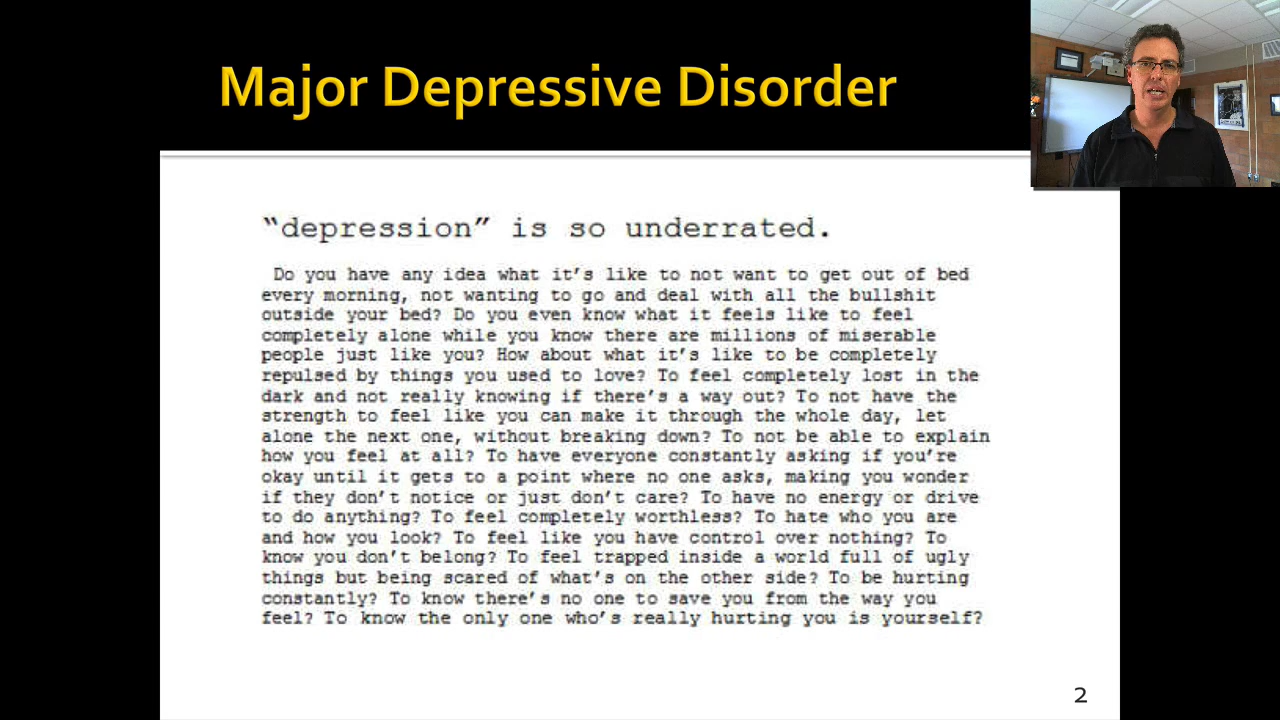 Major Depressive Disorder
“depression” is so underrated.
Do you have any idea what it’s like to not want to get out of bed
every morning, not wanting to go and deal with all the bullshit
outside your bed? Do you even know what it feels like to feel
completely alone while you know there are millions of miserable
people just like you? How about what it’s like to be completely
repulsed by things you used to love? To feel completely lost in the
dark and not really knowing if there’s a way out? To not have the
strength to feel like you can make it through the whole day, let
alone the next one, without breaking down? To not be able to explain
how you feel at all? To have everyone constantly asking if you’re
okay until it gets to a point where no one asks, making you wonder
if they don’t notice or just don’t care? To have no energy or drive
to do anything? To feel completely worthless? To hate who you are
and how you look? To feel like you have control over nothing? To
know you don’t belong? To feel trapped inside a world full of ugly
things but being scared of what’s on the other side? To be hurting
constantly? To know there’s no one to save you from the way you
feel? To know the only one who’s really hurting you is yourself?
2